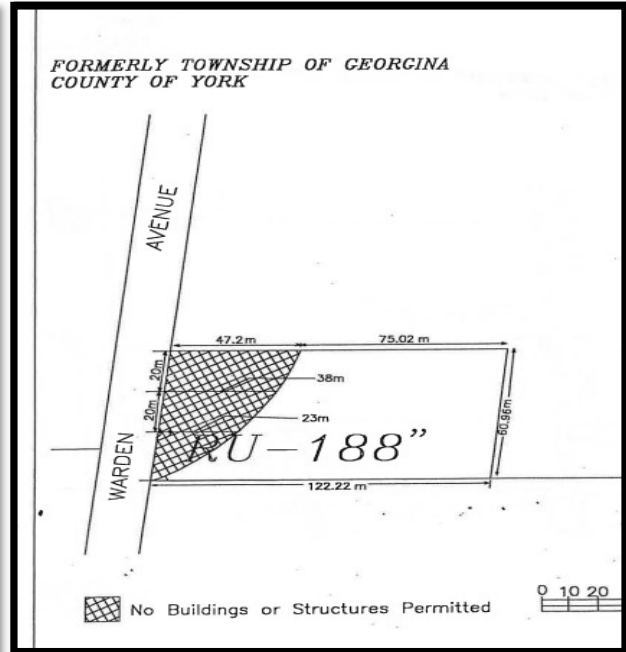 FORMERLY TOWNSHIP OF GEORGINA
COUNTY OF YORK
AVENUE
47.2m
75.02 m
20m
38m
20m
23m
60.96m
RU-188”
WARDEN
122.22 m
No Buildings or Structures Permitted
0 10 20